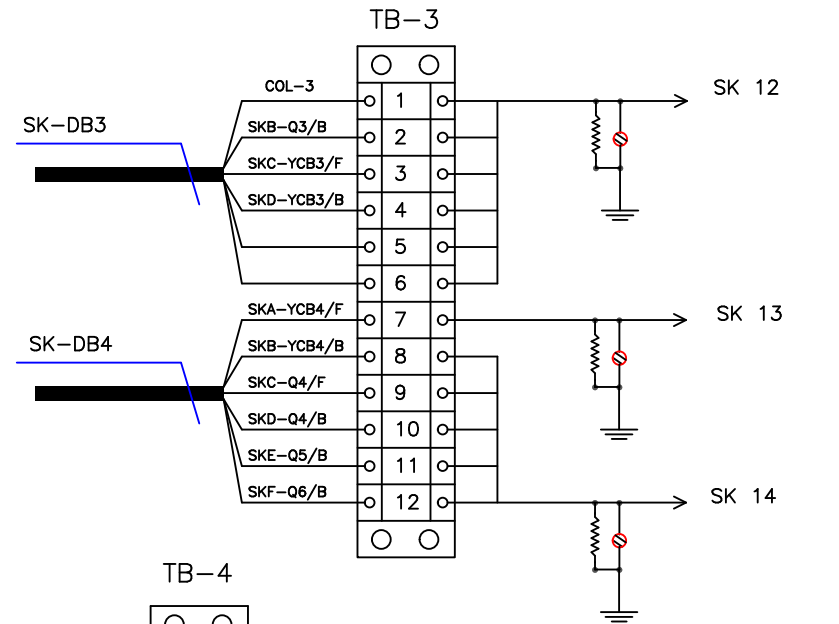 TB-3
COL-3
1
SK 12
SK-DB3
SKB-Q3/B
2
SKC-YCB3/F
3
SKD-YCB3/B
4
5
6
SKA-YCB4/F
7
SK 13
SK-DB4
SKB-YCB4/B
8
SKC-Q4/F
9
SKD-Q4/B
10
SKE-Q5/B
11
SKF-Q6/B
12
SK 14
TB-4